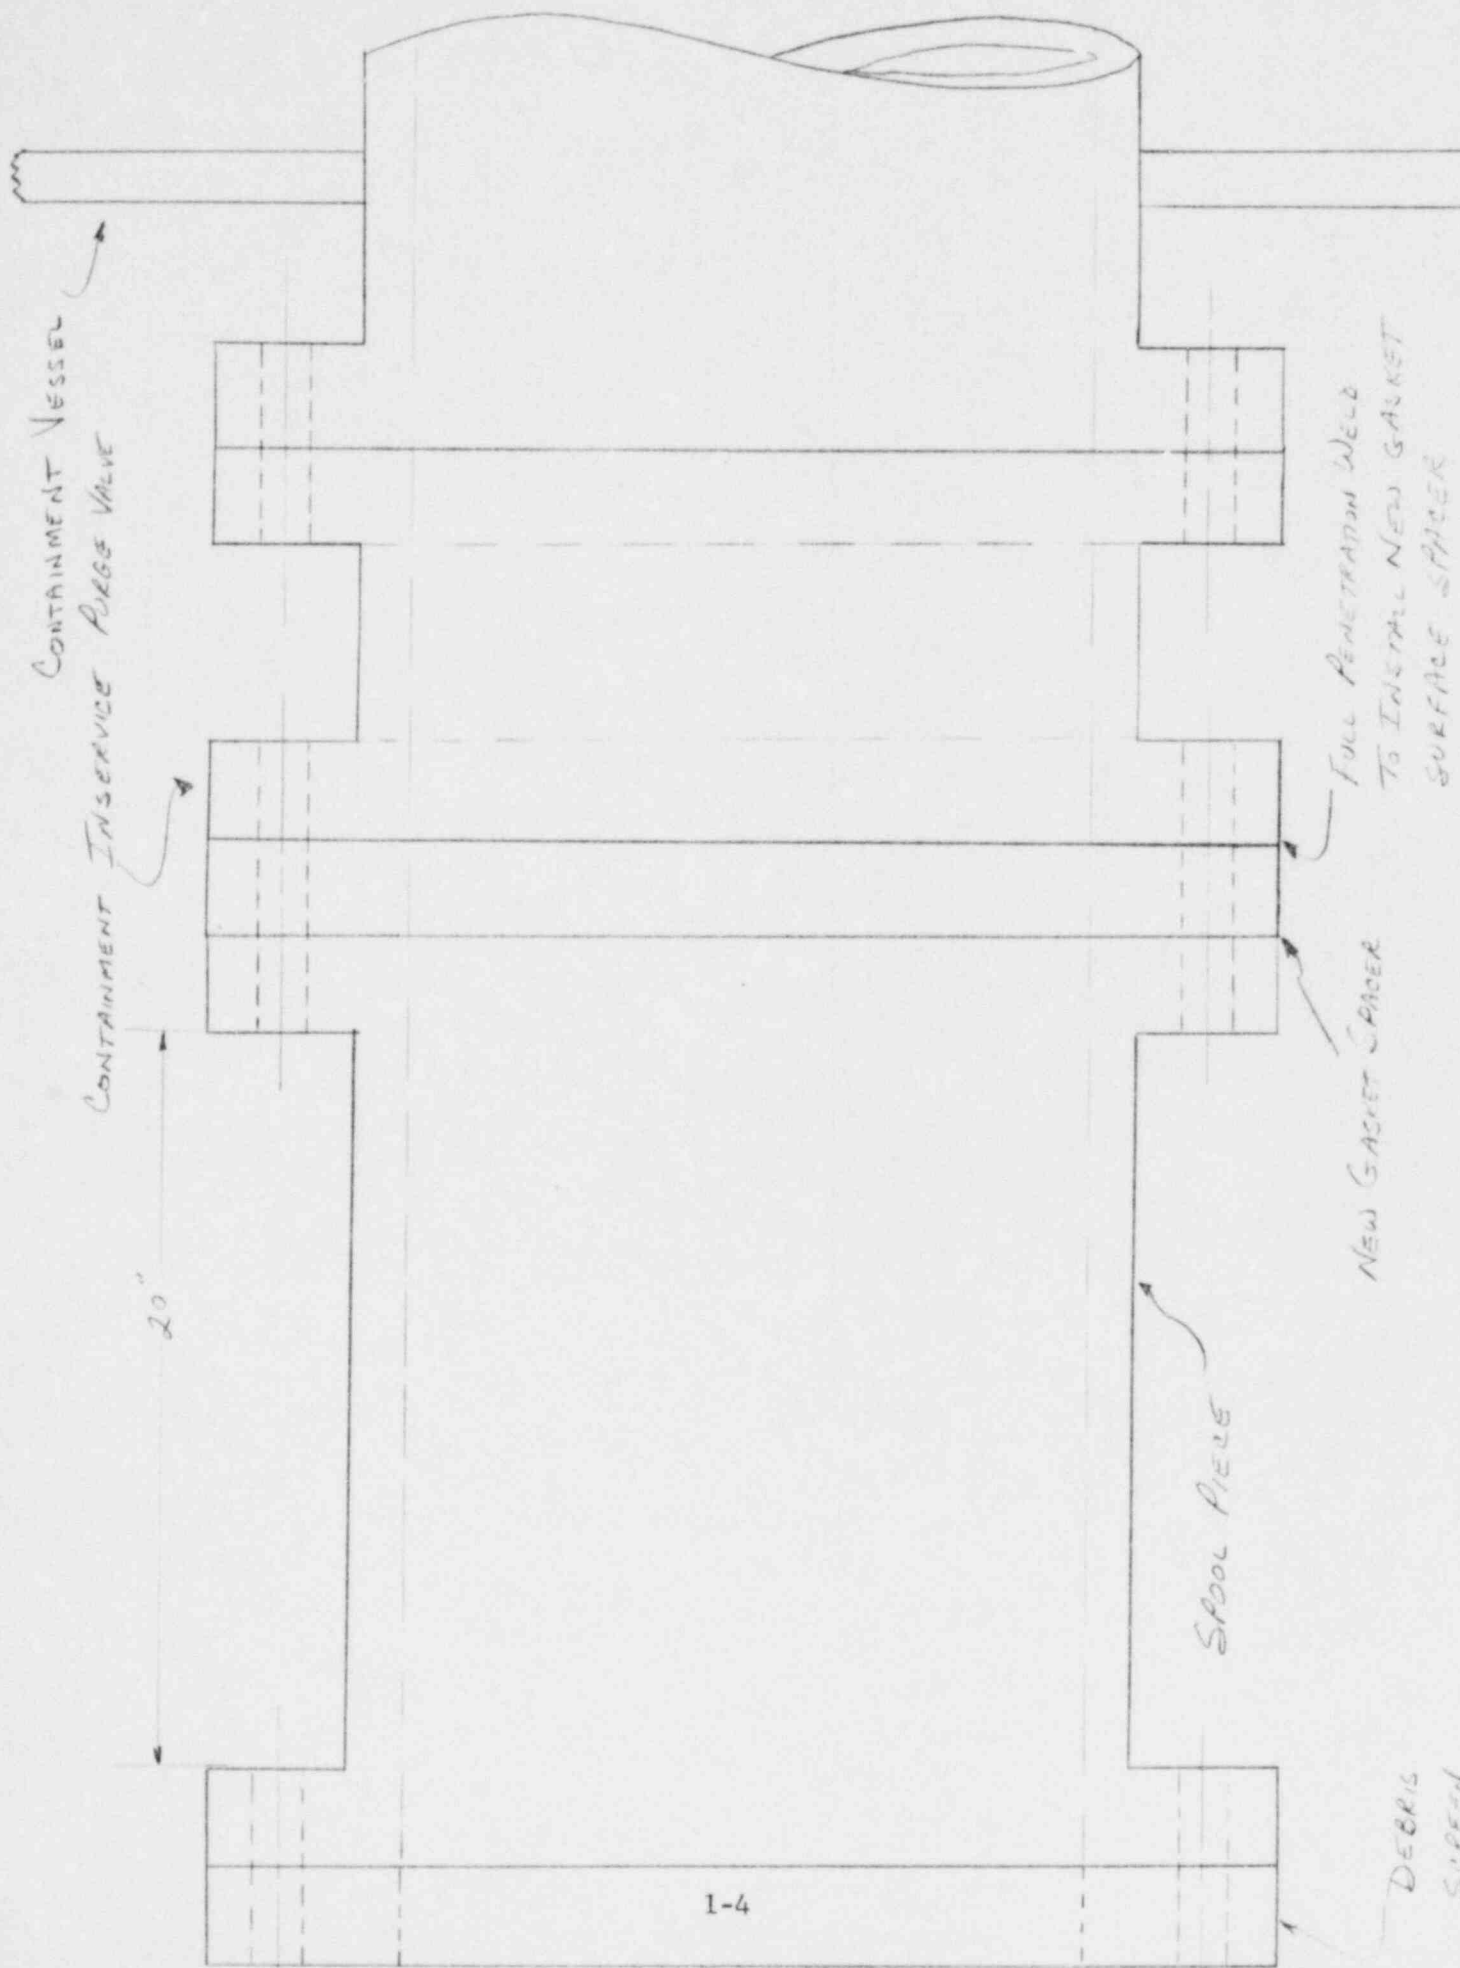 CONTAINMENT VESSEL
CONTAINMENT INSERVICE PURGE VALVE
20"
FULL PENETRATION WELD
TO INSTALL NEW GASKET
SURFACE SPACER
NEW GASKET SPACER
SPOOL PIECE
DEBRIS
SCREEN
1-4